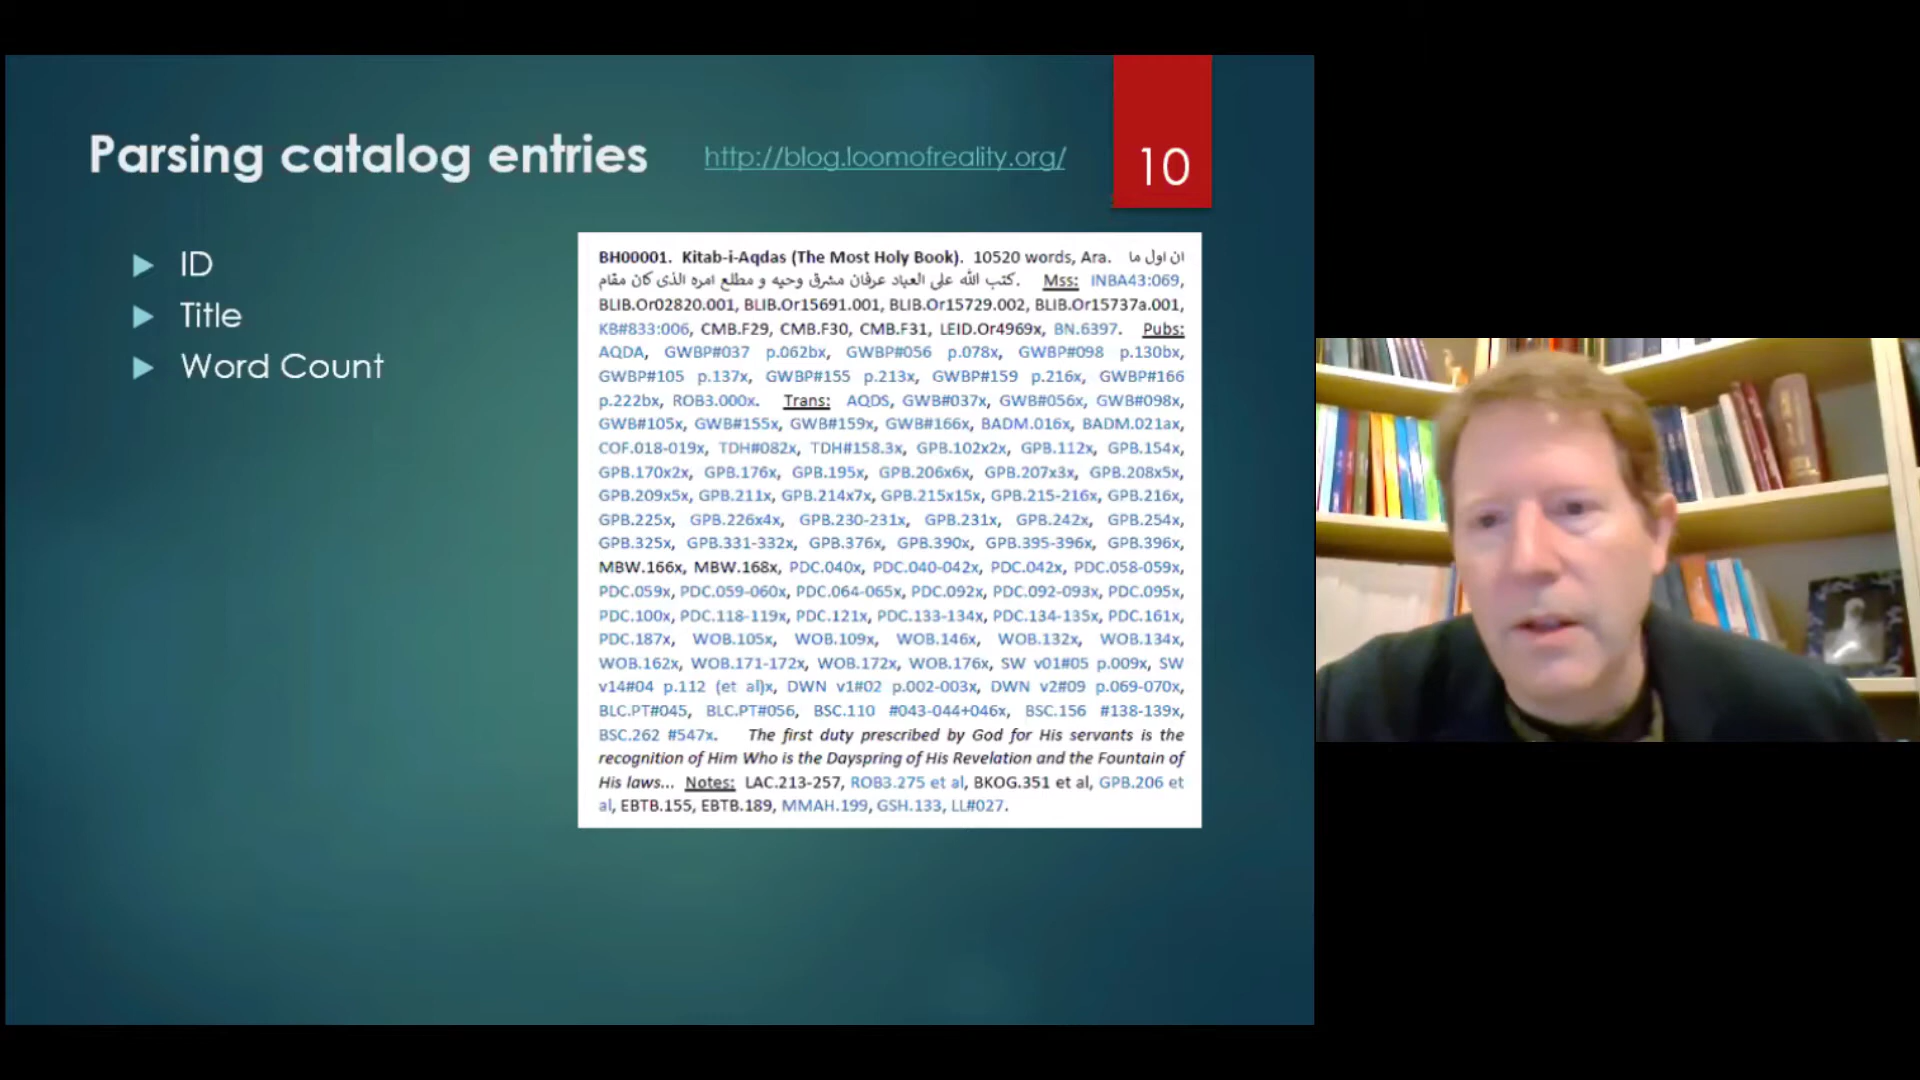 Parsing catalog entries
http://blog.loomofreality.org/
10
ID
Title
Word Count
BH00001. Kitab-i-Aqdas (The Most Holy Book). 10520 words, Ara. ان اول ما
كتب الله على العباد عرفان مشرق وحيه و مطلع امره الذى كان مقام. Mss: INBA43:069,
BLIB.Or02820.001, BLIB.Or15691.001, BLIB.Or15729.002, BLIB.Or15737a.001,
KB#833:006, CMB.F29, CMB.F30, CMB.F31, LEID.Or4969x, BN.6397. Pubs:
AQDA, GWBP#037 p.062bx, GWBP#056 p.078x, GWBP#098 p.130bx,
GWBP#105 p.137x, GWBP#155 p.213x, GWBP#159 p.216x, GWBP#166
p.222bx, ROB3.000x. Trans: AQDS, GWB#037x, GWB#056x, GWB#098x,
GWB#105x, GWB#155x, GWB#159x, GWB#166x, BADM.016x, BADM.021ax,
COF.018-019x, TDH#082x, TDH#158.3x, GPB.102x2x, GPB.112x, GPB.154x,
GPB.170x2x, GPB.176x, GPB.195x, GPB.206x6x, GPB.207x3x, GPB.208x5x,
GPB.209x5x, GPB.211x, GPB.214x7x, GPB.215x15x, GPB.215-216x, GPB.216x,
GPB.225x, GPB.226x4x, GPB.230-231x, GPB.231x, GPB.242x, GPB.254x,
GPB.325x, GPB.331-332x, GPB.376x, GPB.390x, GPB.395-396x, GPB.396x,
MBW.166x, MBW.168x, PDC.040x, PDC.040-042x, PDC.042x, PDC.058-059x,
PDC.059x, PDC.059-060x, PDC.064-065x, PDC.092x, PDC.092-093x, PDC.095x,
PDC.100x, PDC.118-119x, PDC.121x, PDC.133-134x, PDC.134-135x, PDC.161x,
PDC.187x, WOB.105x, WOB.109x, WOB.146x, WOB.132x, WOB.134x,
WOB.162x, WOB.171-172x, WOB.172x, WOB.176x, SW v01#05 p.009x, SW
v14#04 p.112 (et al)x, DWN v1#02 p.002-003x, DWN v2#09 p.069-070x,
BLC.PT#045, BLC.PT#056, BSC.110 #043-044+046x, BSC.156 #138-139x,
BSC.262 #547x. The first duty prescribed by God for His servants is the
recognition of Him Who is the Dayspring of His Revelation and the Fountain of
His laws... Notes: LAC.213-257, ROB3.275 et al, BKOG.351 et al, GPB.206 et
al, EBTB.155, EBTB.189, MMAH.199, GSH.133, LL#027.